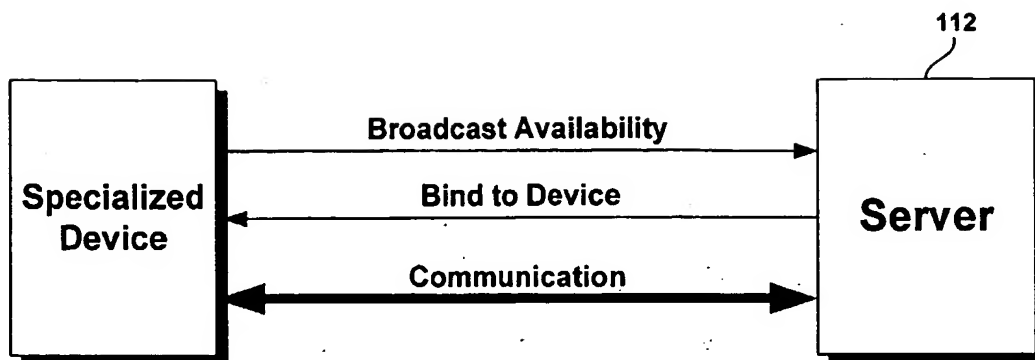 112
Broadcast Availability
Specialized
Device
Bind to Device
Server
Communication